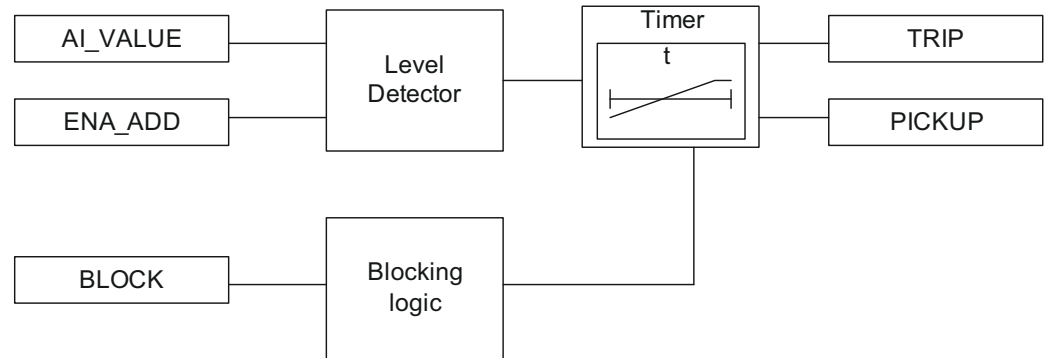 AI_VALUE
ENA_ADD
Level
Detector
Timer
t
TRIP
PICKUP
BLOCK
Blocking
logic